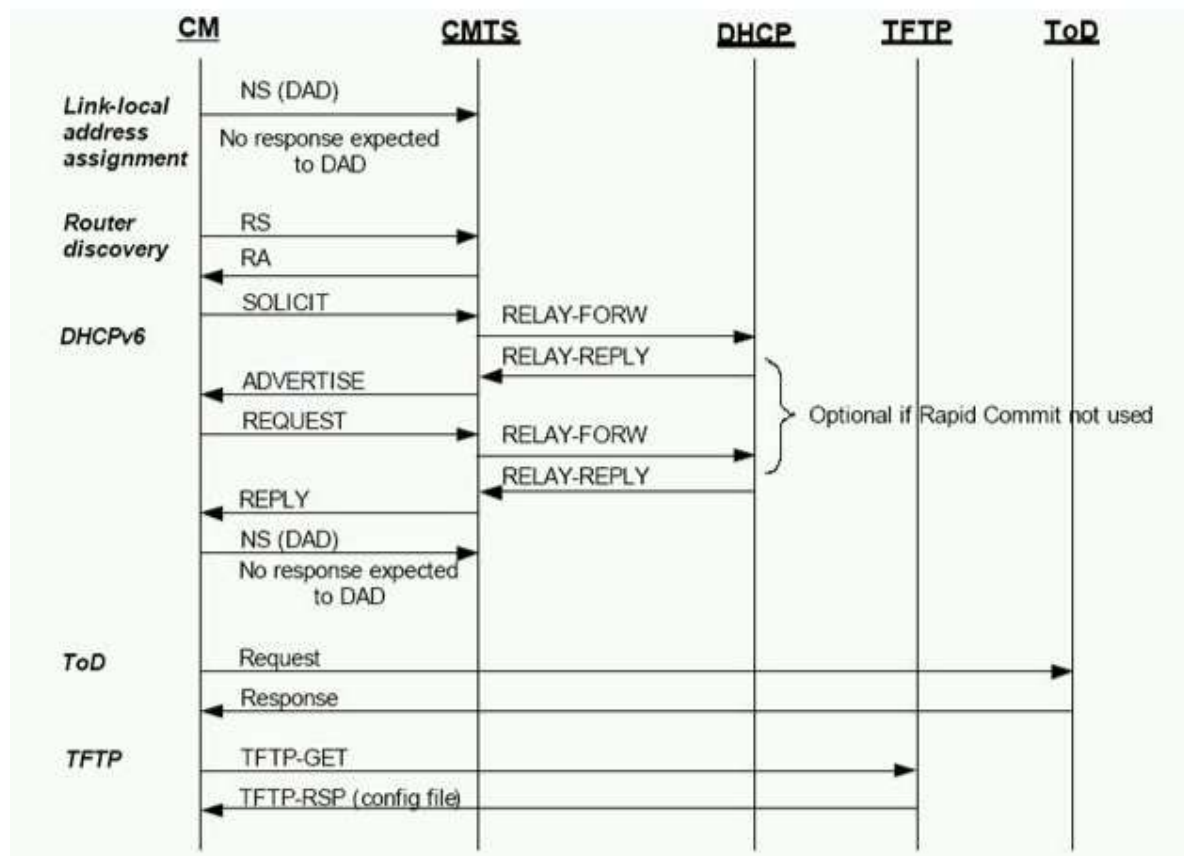 CM CMTS DHCP TFTP ToD
NS (DAD)
Link-local
address
assignment
No response expected
to DAD
Router
discovery
RS
RA
SOLICIT
RELAY-FORW
DHCPv6
RELAY-REPLY
ADVERTISE
REQUEST
Optional if Rapid Commit not used
RELAY-FORW
RELAY-REPLY
REPLY
NS (DAD)
No response expected
to DAD
ToD
Request
Response
TFTP
TFTP-GET
TFTP-RSP (config file)